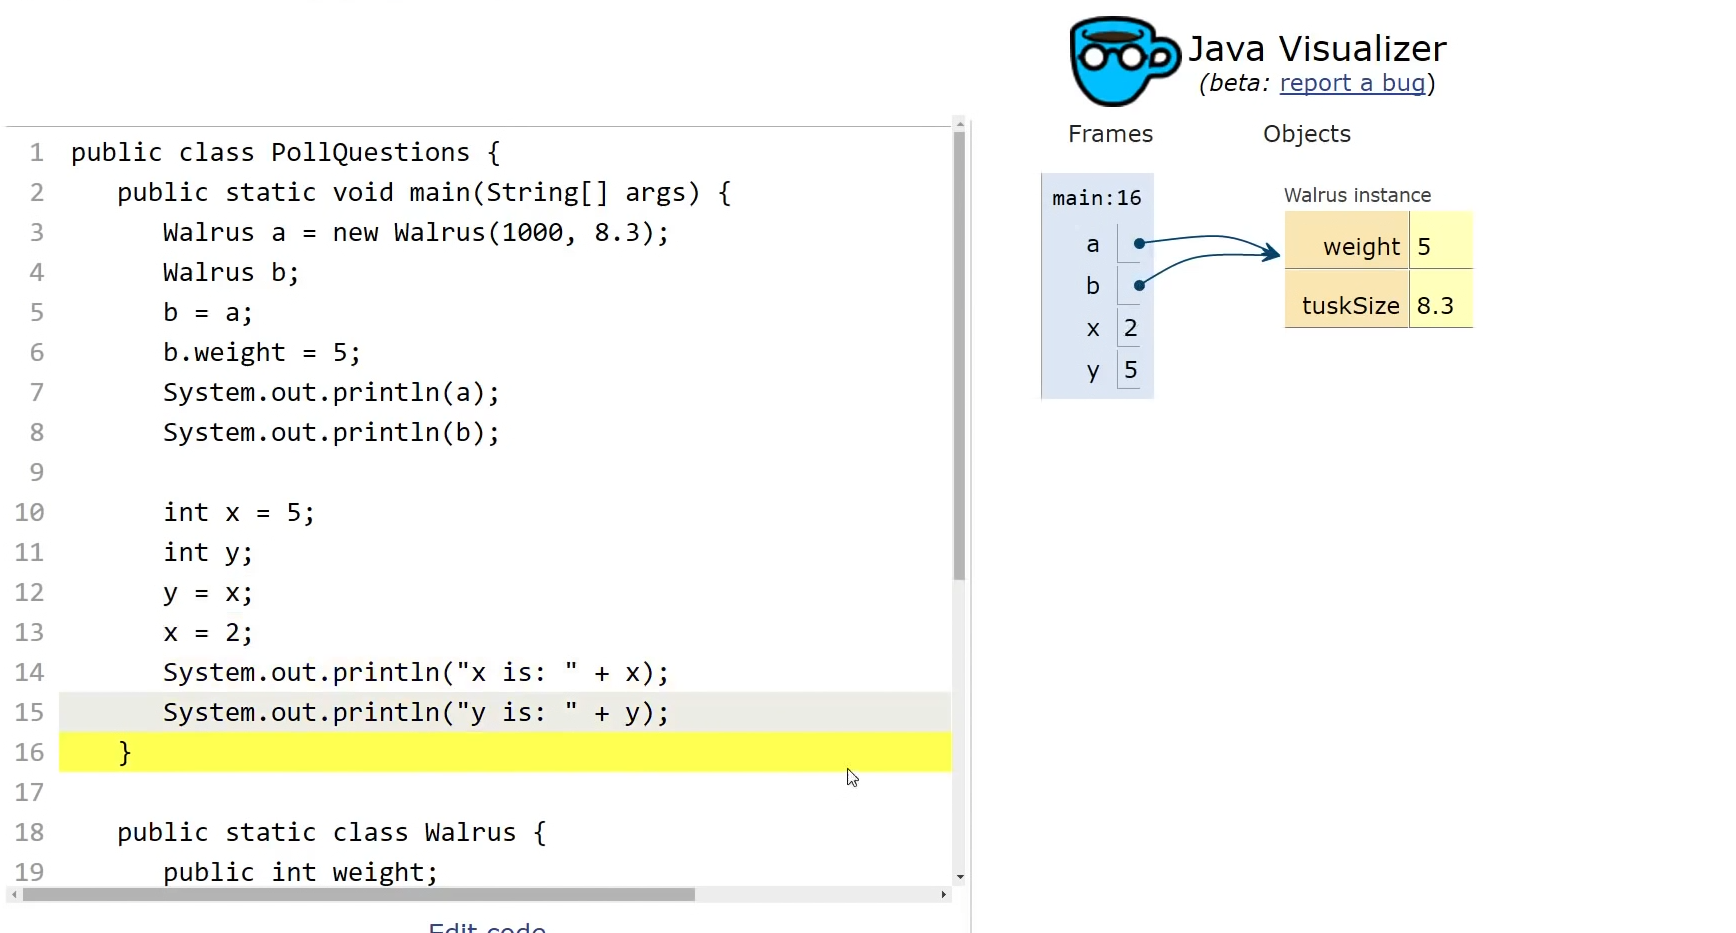 Java Visualizer
(beta: report a bug)
Frames
Objects
1 public class PollQuestions {
2 public static void main(String[] args) {
3 Walrus a = new Walrus(1000, 8.3);
4 Walrus b;
5 b = a;
6 b.weight = 5;
7 System.out.println(a);
8 System.out.println(b);
9
10 int x = 5;
11 int y;
12 y = x;
13 x = 2;
14 System.out.println("x is: " + x);
15 System.out.println("y is: " + y);
16 }
17
18 public static class Walrus {
19 public int weight;
Edit code
main:16
a
b
x 2
y 5
Walrus instance
weight 5
tuskSize 8.3